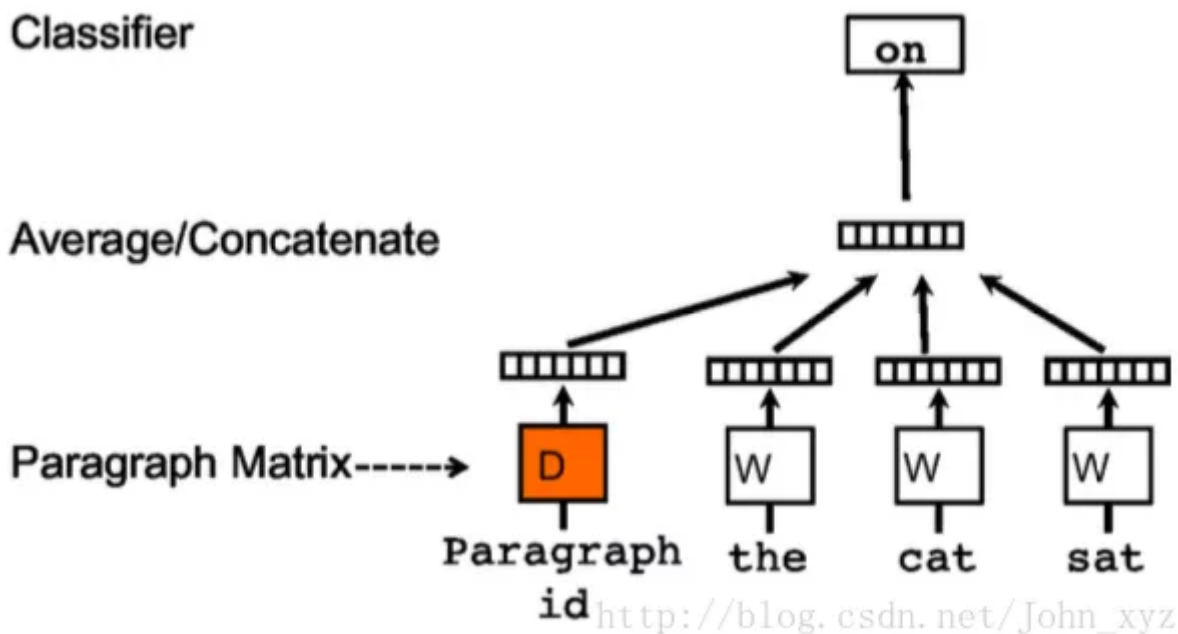 Classifier
on
Average/Concatenate
Paragraph Matrix
D
W
W
W
Paragraph
id
the
cat
sat
http://blog.csdn.net/John_xyz